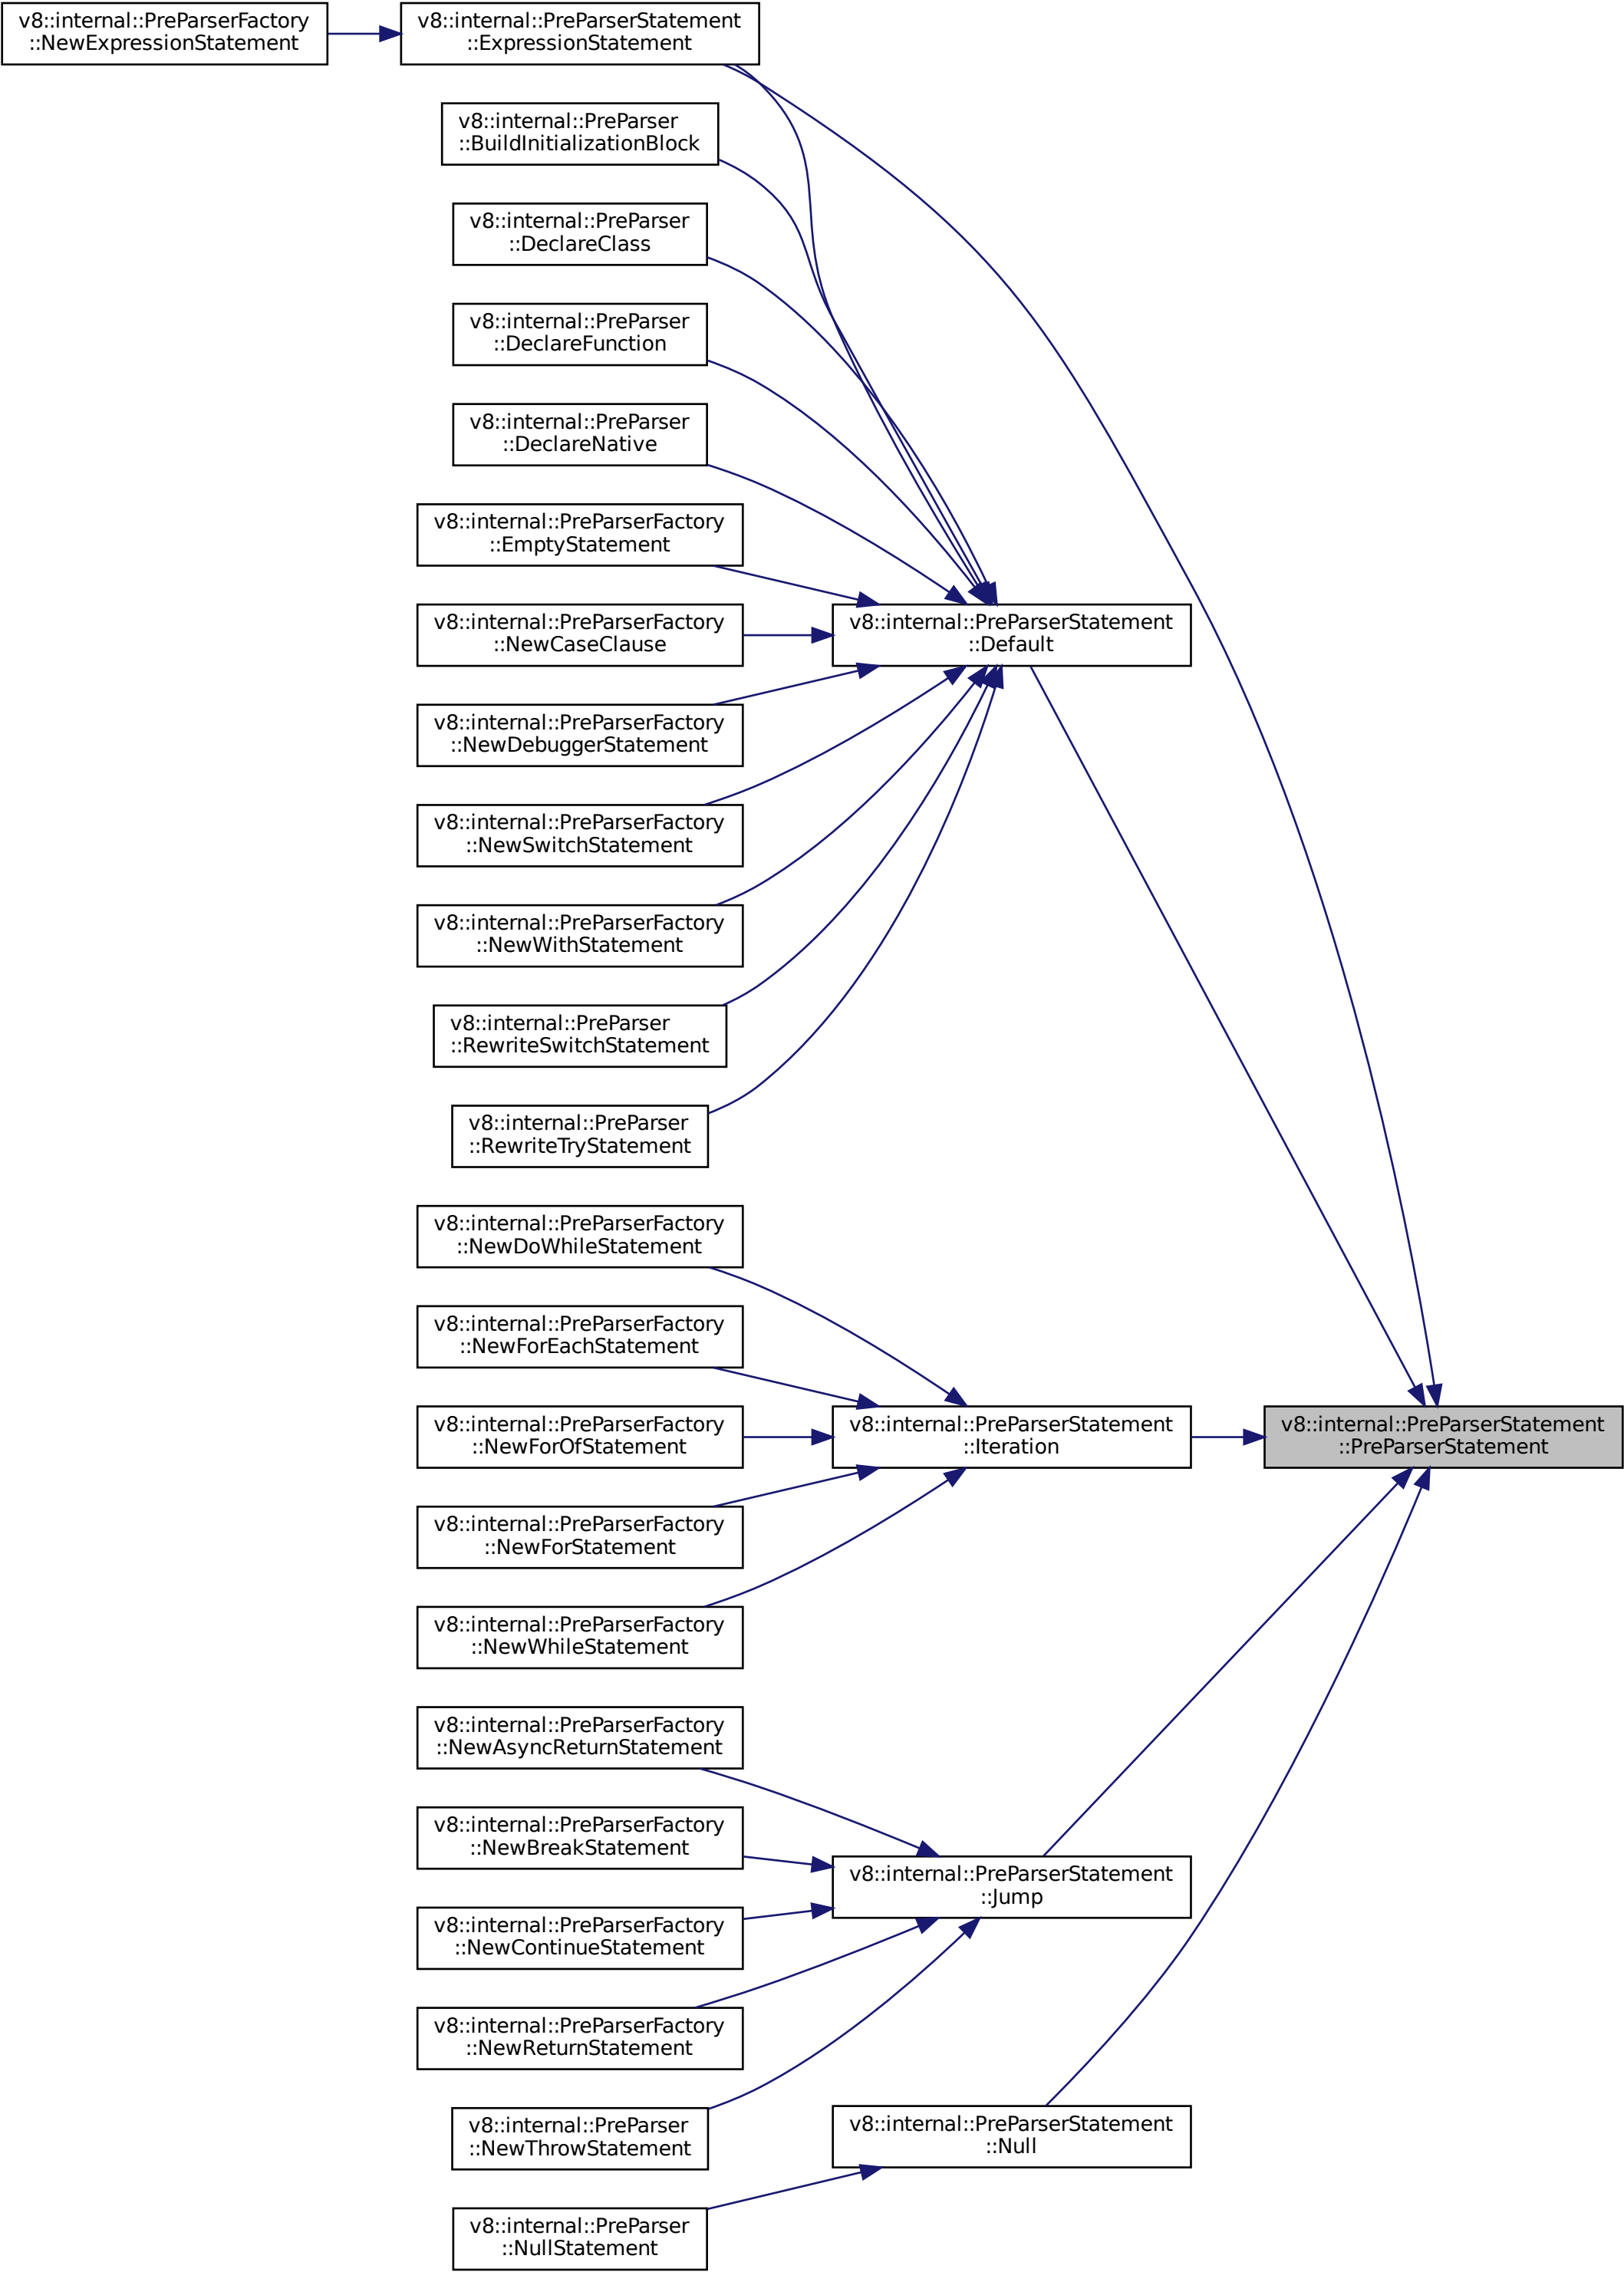 v8::internal::PreParserFactory
::NewExpressionStatement
v8::internal::PreParserStatement
::ExpressionStatement
v8::internal::PreParser
::BuildInitializationBlock
v8::internal::PreParser
::DeclareClass
v8::internal::PreParser
::DeclareFunction
v8::internal::PreParser
::DeclareNative
v8::internal::PreParserFactory
::EmptyStatement
v8::internal::PreParserFactory
::NewCaseClause
v8::internal::PreParserStatement
::Default
v8::internal::PreParserFactory
::NewDebuggerStatement
v8::internal::PreParserFactory
::NewSwitchStatement
v8::internal::PreParserFactory
::NewWithStatement
v8::internal::PreParser
::RewriteSwitchStatement
v8::internal::PreParser
::RewriteTryStatement
v8::internal::PreParserFactory
::NewDoWhileStatement
v8::internal::PreParserFactory
::NewForEachStatement
v8::internal::PreParserFactory
::NewForOfStatement
v8::internal::PreParserStatement
::Iteration
v8::internal::PreParserStatement
::PreParserStatement
v8::internal::PreParserFactory
::NewForStatement
v8::internal::PreParserFactory
::NewWhileStatement
v8::internal::PreParserFactory
::NewAsyncReturnStatement
v8::internal::PreParserFactory
::NewBreakStatement
v8::internal::PreParserStatement
::Jump
v8::internal::PreParserFactory
::NewContinueStatement
v8::internal::PreParserFactory
::NewReturnStatement
v8::internal::PreParser
::NewThrowStatement
v8::internal::PreParserStatement
::Null
v8::internal::PreParser
::NullStatement